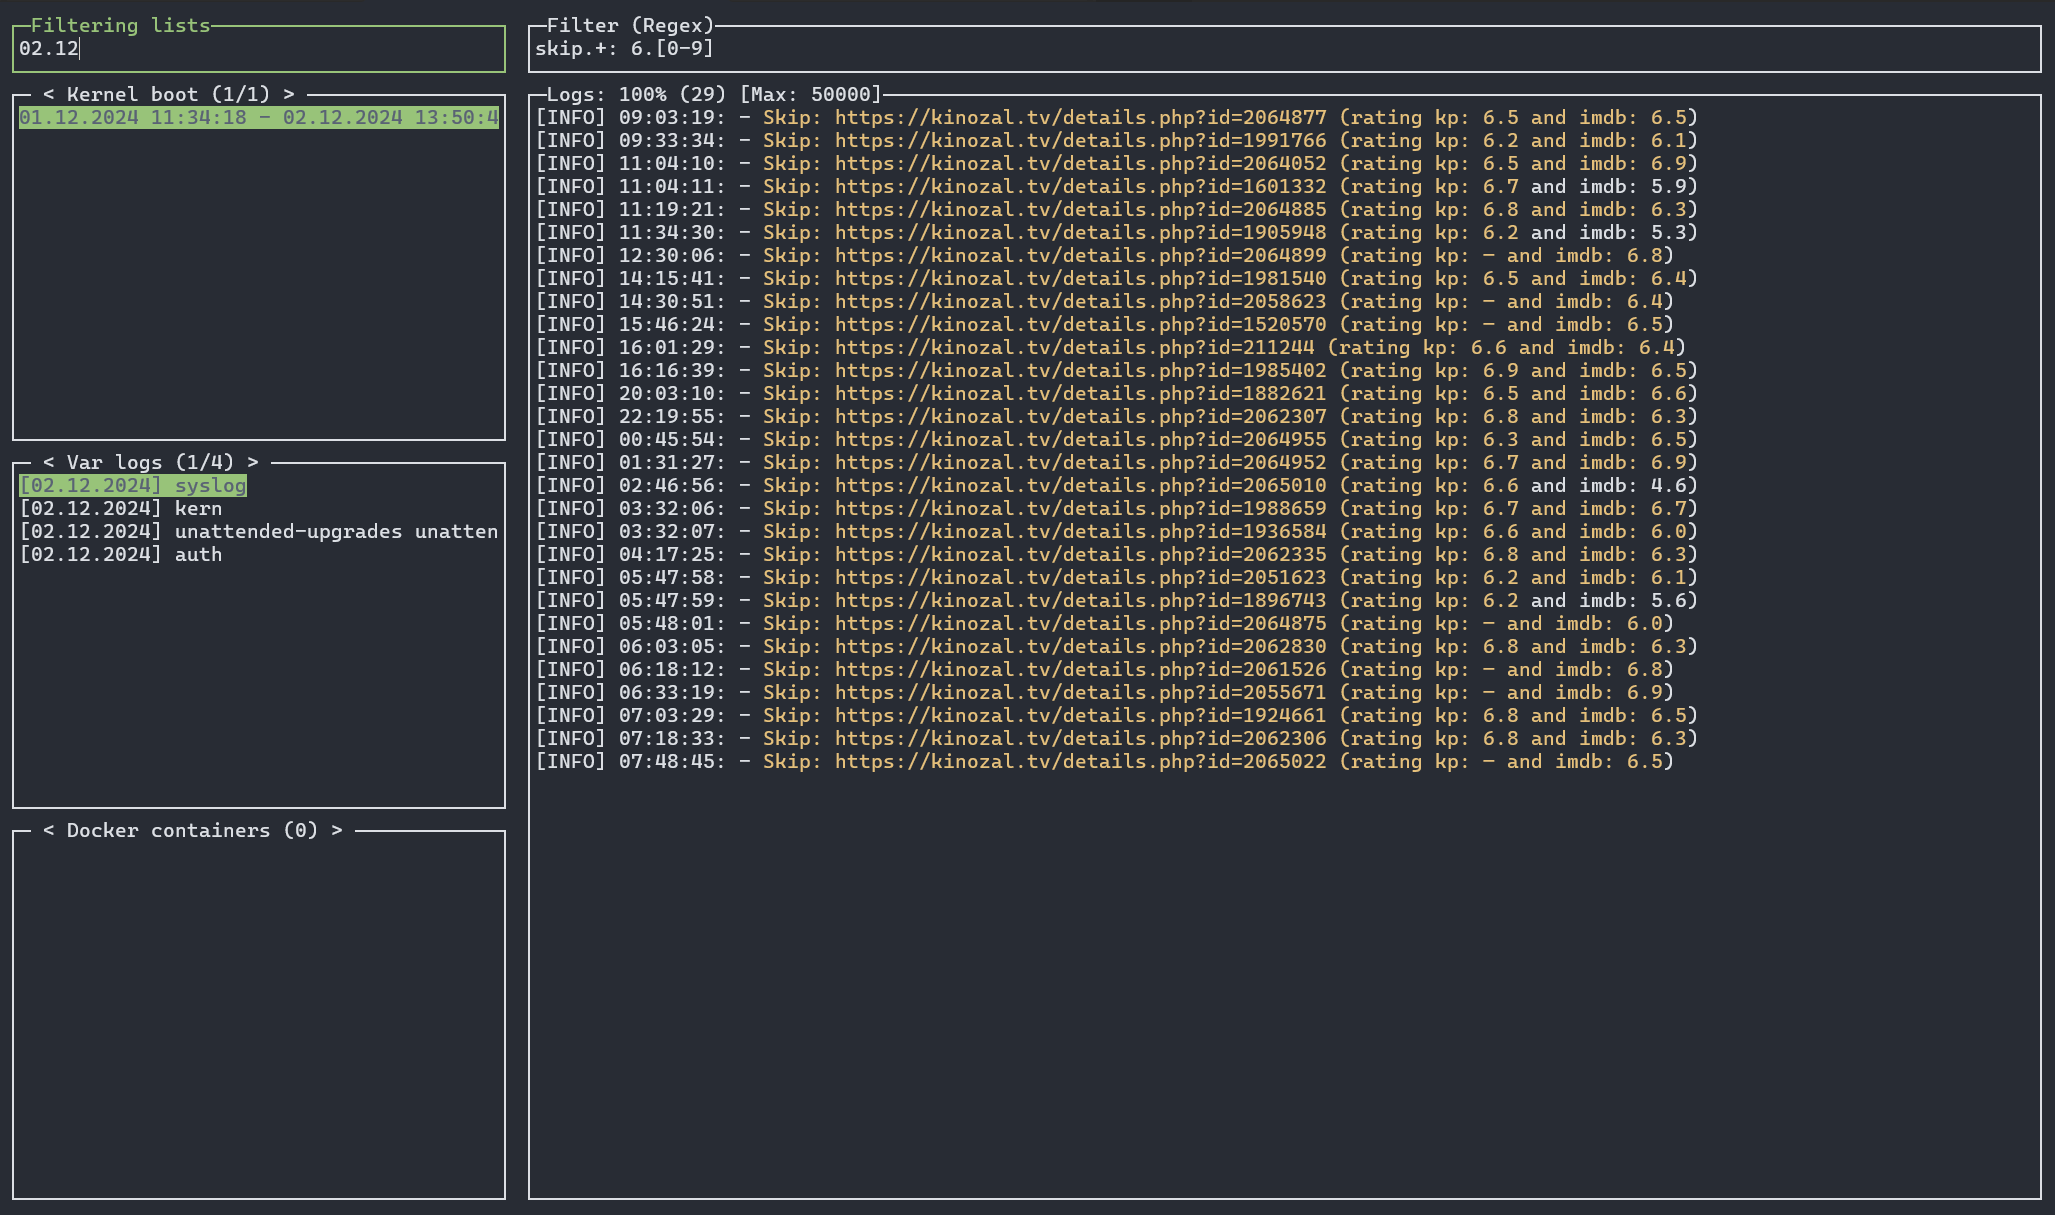 Filtering lists
02.12
< Kernel boot (1/1) >
01.12.2024 11:34:18 - 02.12.2024 13:50:4
< Var logs (1/4) >
[02.12.2024] syslog
[02.12.2024] kern
[02.12.2024] unattended-upgrades unatten
[02.12.2024] auth
< Docker containers (0) >
Filter (Regex)
skip.+: 6.[0-9]
Logs: 100% (29) [Max: 50000]
[INFO] 09:03:19: - Skip: https://kinozal.tv/details.php?id=2064877 (rating kp: 6.5 and imdb: 6.5)
[INFO] 09:33:34: - Skip: https://kinozal.tv/details.php?id=1991766 (rating kp: 6.2 and imdb: 6.1)
[INFO] 11:04:10: - Skip: https://kinozal.tv/details.php?id=2064052 (rating kp: 6.5 and imdb: 6.9)
[INFO] 11:04:11: - Skip: https://kinozal.tv/details.php?id=1601332 (rating kp: 6.7 and imdb: 5.9)
[INFO] 11:19:21: - Skip: https://kinozal.tv/details.php?id=2064885 (rating kp: 6.8 and imdb: 6.3)
[INFO] 11:34:30: - Skip: https://kinozal.tv/details.php?id=1905948 (rating kp: 6.2 and imdb: 5.3)
[INFO] 12:30:06: - Skip: https://kinozal.tv/details.php?id=2064899 (rating kp: − and imdb: 6.8)
[INFO] 14:15:41: - Skip: https://kinozal.tv/details.php?id=1981540 (rating kp: 6.5 and imdb: 6.4)
[INFO] 14:30:51: - Skip: https://kinozal.tv/details.php?id=2058623 (rating kp: − and imdb: 6.4)
[INFO] 15:46:24: - Skip: https://kinozal.tv/details.php?id=1520570 (rating kp: − and imdb: 6.5)
[INFO] 16:01:29: - Skip: https://kinozal.tv/details.php?id=211244 (rating kp: 6.6 and imdb: 6.4)
[INFO] 16:16:39: - Skip: https://kinozal.tv/details.php?id=1985402 (rating kp: 6.9 and imdb: 6.5)
[INFO] 20:03:10: - Skip: https://kinozal.tv/details.php?id=1882621 (rating kp: 6.5 and imdb: 6.6)
[INFO] 22:19:55: - Skip: https://kinozal.tv/details.php?id=2062307 (rating kp: 6.8 and imdb: 6.3)
[INFO] 00:45:54: - Skip: https://kinozal.tv/details.php?id=2064955 (rating kp: 6.3 and imdb: 6.5)
[INFO] 01:31:27: - Skip: https://kinozal.tv/details.php?id=2064952 (rating kp: 6.7 and imdb: 6.9)
[INFO] 02:46:56: - Skip: https://kinozal.tv/details.php?id=2065010 (rating kp: 6.6 and imdb: 4.6)
[INFO] 03:32:06: - Skip: https://kinozal.tv/details.php?id=1988659 (rating kp: 6.7 and imdb: 6.7)
[INFO] 03:32:07: - Skip: https://kinozal.tv/details.php?id=1936584 (rating kp: 6.6 and imdb: 6.0)
[INFO] 04:17:25: - Skip: https://kinozal.tv/details.php?id=2062335 (rating kp: 6.8 and imdb: 6.3)
[INFO] 05:47:58: - Skip: https://kinozal.tv/details.php?id=2051623 (rating kp: 6.2 and imdb: 6.1)
[INFO] 05:47:59: - Skip: https://kinozal.tv/details.php?id=1896743 (rating kp: 6.2 and imdb: 5.6)
[INFO] 05:48:01: - Skip: https://kinozal.tv/details.php?id=2064875 (rating kp: − and imdb: 6.0)
[INFO] 06:03:05: - Skip: https://kinozal.tv/details.php?id=2062830 (rating kp: 6.8 and imdb: 6.3)
[INFO] 06:18:12: - Skip: https://kinozal.tv/details.php?id=2061526 (rating kp: − and imdb: 6.8)
[INFO] 06:33:19: - Skip: https://kinozal.tv/details.php?id=2055671 (rating kp: − and imdb: 6.9)
[INFO] 07:03:29: - Skip: https://kinozal.tv/details.php?id=1924661 (rating kp: 6.8 and imdb: 6.5)
[INFO] 07:18:33: - Skip: https://kinozal.tv/details.php?id=2062306 (rating kp: 6.8 and imdb: 6.3)
[INFO] 07:48:45: - Skip: https://kinozal.tv/details.php?id=2065022 (rating kp: − and imdb: 6.5)